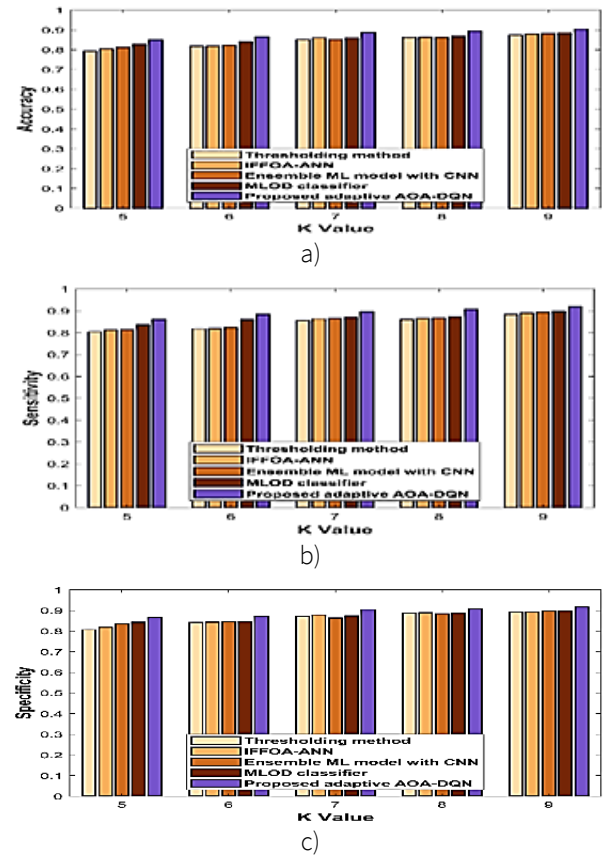 1
0.9
0.8
0.7
0.6
0.5
0.4
0.3
0.2
0.1
0
Accuracy
Thresholding method
IFFOA-ANN
Ensemble ML model with CNN
MLOD classifier
Proposed adaptive AOA-DQN
5 6 7 8 9
K Value
a)
1
0.9
0.8
0.7
0.6
0.5
0.4
0.3
0.2
0.1
0
Sensitivity
Thresholding method
IFFOA-ANN
Ensemble ML model with CNN
MLOD classifier
Proposed adaptive AOA-DQN
5 6 7 8 9
K Value
b)
1
0.9
0.8
0.7
0.6
0.5
0.4
0.3
0.2
0.1
0
Specificity
Thresholding method
IFFOA-ANN
Ensemble ML model with CNN
MLOD classifier
Proposed adaptive AOA-DQN
5 6 7 8 9
K Value
c)